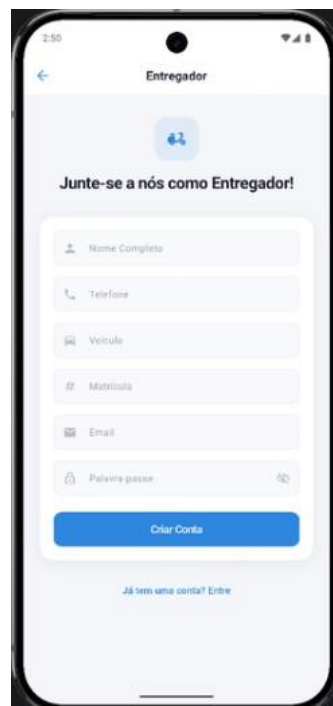 2:50
Entregador
Junte-se a nós como Entregador!
Nome Completo
Telefone
Veículo
# Matrícula
Email
Palavra-passe
Criar Conta
Já tem uma conta? Entre